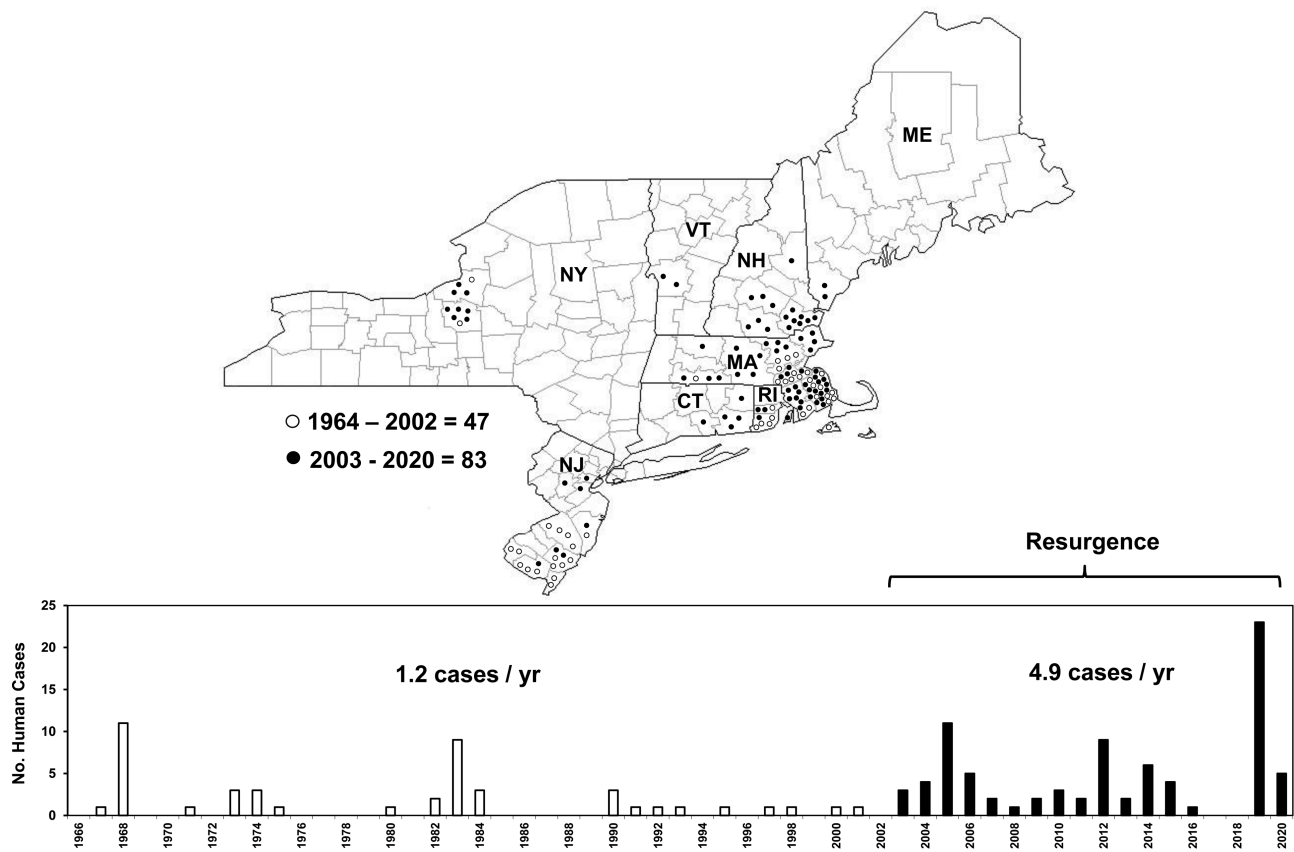 ME
VT
NH
NY
MA
CT
RI
1964 – 2002 = 47
2003 - 2020 = 83
NJ
Resurgence
25
20
15
10
5
0
No. Human Cases
1.2 cases / yr
4.9 cases / yr
1966
1968
1970
1972
1974
1976
1978
1980
1982
1984
1986
1988
1990
1992
1994
1996
1998
2000
2002
2004
2006
2008
2010
2012
2014
2016
2018
2020